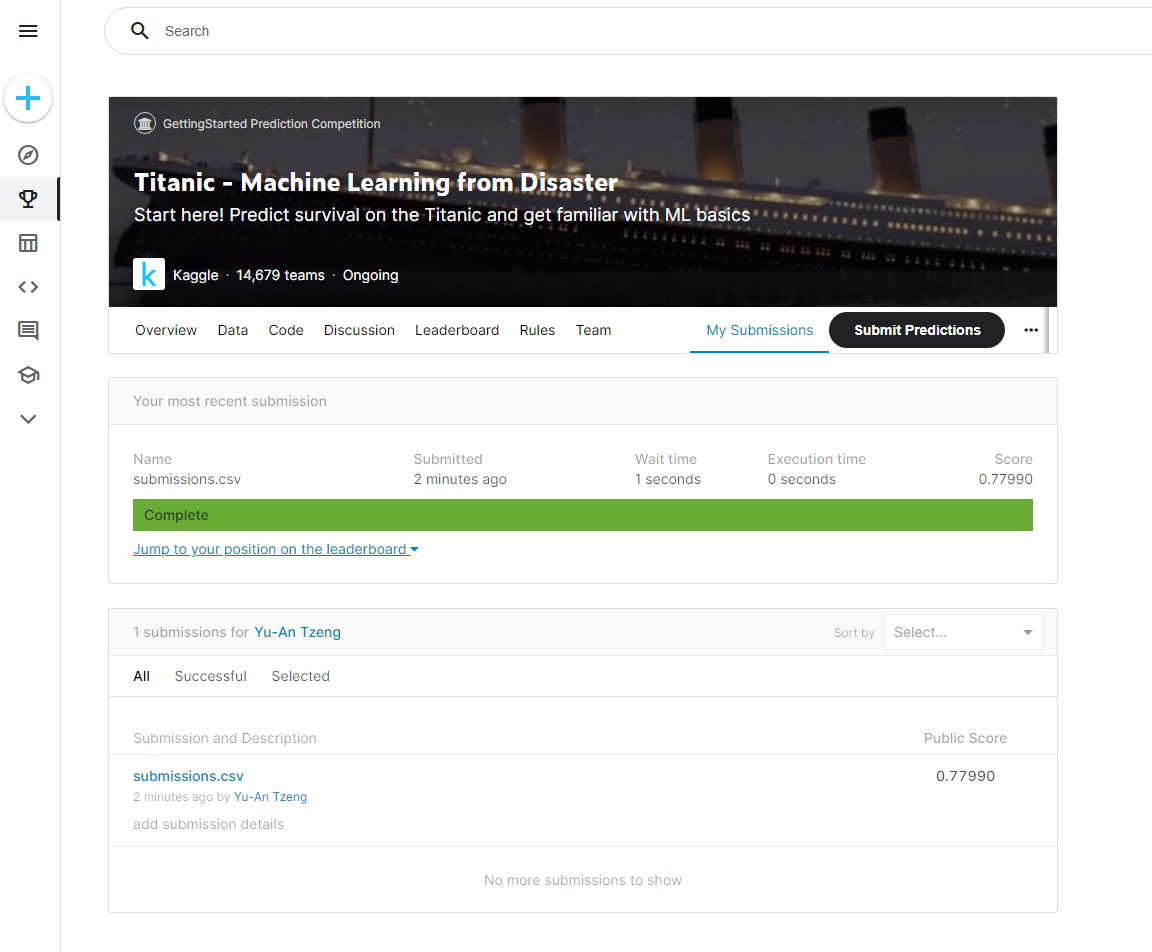 Search
GettingStarted Prediction Competition
Titanic - Machine Learning from Disaster
Start here! Predict survival on the Titanic and get familiar with ML basics
k Kaggle · 14,679 teams · Ongoing
Overview Data Code Discussion Leaderboard Rules Team My Submissions Submit Predictions
Your most recent submission
Name Submitted Wait time Execution time Score
submissions.csv 2 minutes ago 1 seconds 0 seconds 0.77990
Complete
Jump to your position on the leaderboard
1 submissions for Yu-An Tzeng Sort by Select...
All Successful Selected
Submission and Description Public Score
submissions.csv 0.77990
2 minutes ago by Yu-An Tzeng
add submission details
No more submissions to show